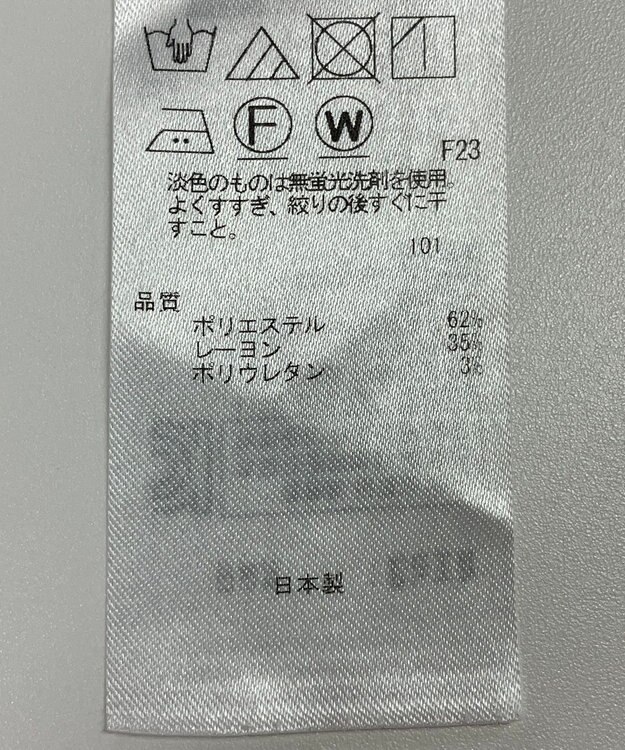 F
W
F23
淡色のものは無蛍光洗剤を使用。
よくすすぎ、絞りの後すぐに干
すこと。
101
品質
ポリエステル 62%
レーヨン 35%
ポリウレタン 3%
日本製